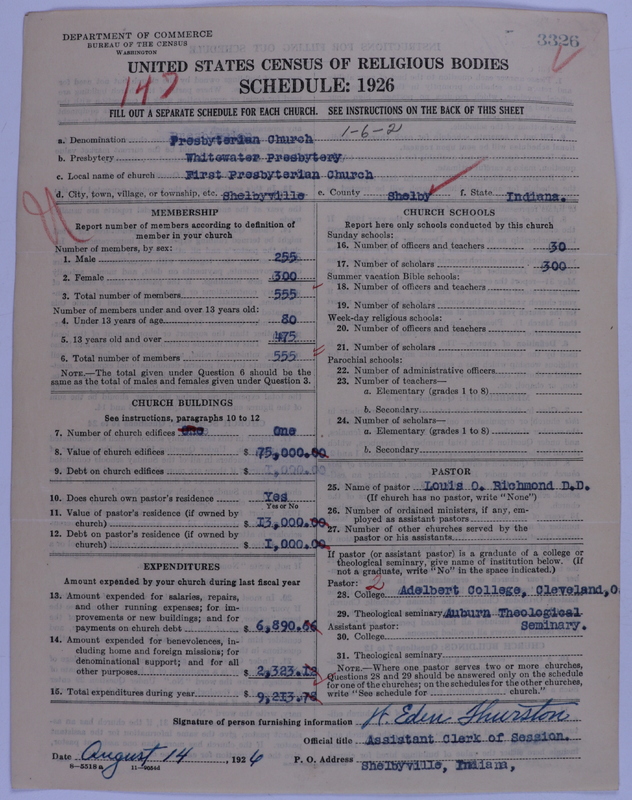 DEPARTMENT OF COMMERCE
BUREAU OF THE CENSUS
WASHINGTON
3326
UNITED STATES CENSUS OF RELIGIOUS BODIES
SCHEDULE: 1926
147
FILL OUT A SEPARATE SCHEDULE FOR EACH CHURCH. SEE INSTRUCTIONS ON THE BACK OF THIS SHEET
1-6-2
a. Denomination Presbyterian Church
b. Presbytery Whitewater Presbytery
c. Local name of church First Presbyterian Church
d. City, town, village, or township, etc. Shelbyville e. County Shelby f. State Indiana.
MEMBERSHIP
Report number of members according to definition of
member in your church
Number of members, by sex:
1. Male 255
2. Female 300
3. Total number of members 555
Number of members under and over 13 years old:
4. Under 13 years of age 80
5. 13 years old and over 475
6. Total number of members 555
NOTE.—The total given under Question 6 should be
same as the total of males and females given under Question 3.
CHURCH BUILDINGS
See instructions, paragraphs 10 to 12
7. Number of church edifices One One
8. Value of church edifices $ 75,000.00
9. Debt on church edifices $ 1,000.00
10. Does church own pastor's residence Yes
Yes or No
11. Value of pastor's residence (if owned by
church) $ 13,000.00
12. Debt on pastor's residence (if owned by
church) $ 1,000.00
EXPENDITURES
Amount expended by your church during last fiscal year
13. Amount expended for salaries, repairs,
and other running expenses; for im-
provements or new buildings; and for
payments on church debt $ 6,890.66
14. Amount expended for benevolences, in-
cluding home and foreign missions; for
denominational support; and for all
other purposes $ 2,323.12
15. Total expenditures during year $ 9,213.78
CHURCH SCHOOLS
Report here only schools conducted by this church
Sunday schools:
16. Number of officers and teachers 30
17. Number of scholars 300
Summer vacation Bible schools:
18. Number of officers and teachers
19. Number of scholars
Week-day religious schools:
20. Number of officers and teachers
21. Number of scholars
Parochial schools:
22. Number of administrative officers
23. Number of teachers—
a. Elementary (grades 1 to 8)
b. Secondary
24. Number of scholars—
a. Elementary (grades 1 to 8)
b. Secondary
PASTOR
25. Name of pastor Louis O. Richmond D.D.
(If church has no pastor, write "None")
26. Number of ordained ministers, if any, em-
ployed as assistant pastors
27. Number of other churches served by the
pastor or his assistants
If pastor (or assistant pastor) is a graduate of a college or
theological seminary, give name of institution below. (If
not a graduate, write "No" in the space indicated.)
Pastor: 2
28. College Adelbert College, Cleveland, O.
29. Theological seminary Auburn Theological
Assistant pastor: Seminary.
30. College
31. Theological seminary
NOTE.—Where one pastor serves two or more churches,
Questions 28 and 29 should be answered only on the schedule
for one of the churches; on the schedules for the other churches,
write "See schedule for church."
Signature of person furnishing information H. Eden Thurston
Official title Assistant Clerk of Session.
Date August 14, 1926 P. O. Address Shelbyville, Indiana,
8—5518a